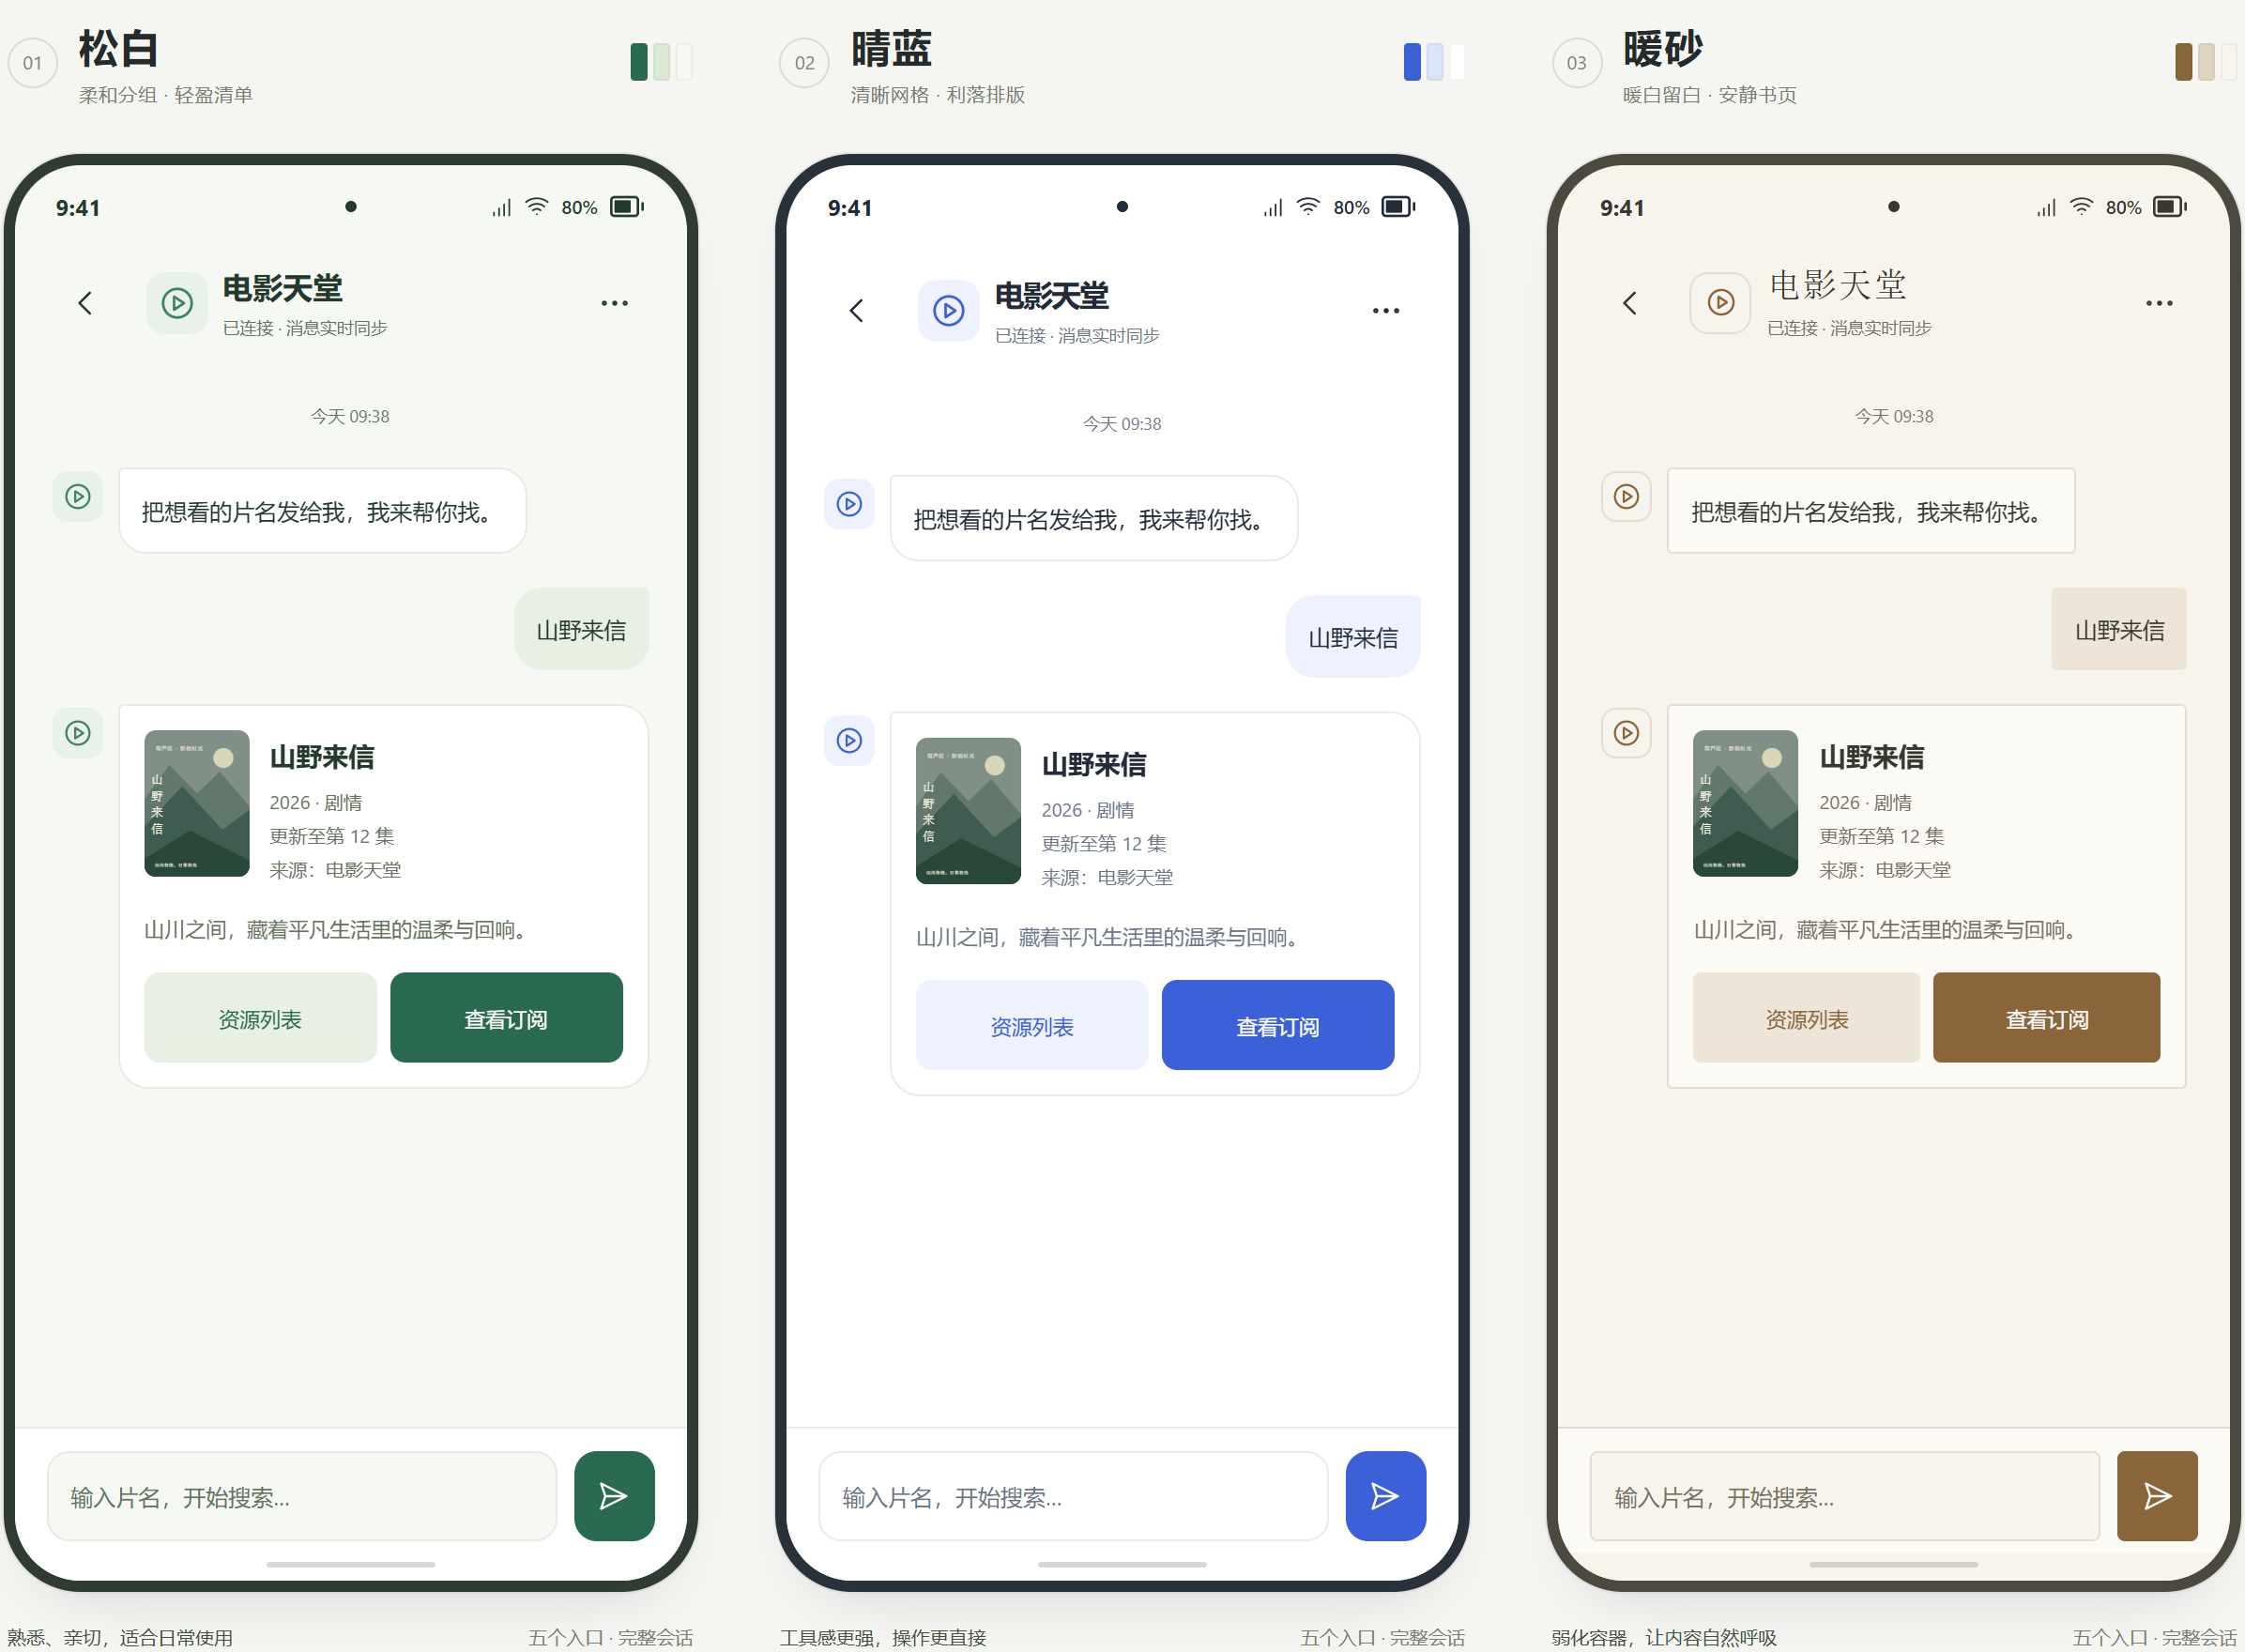 01
松白
柔和分组 · 轻盈清单
9:41
80%
电影天堂
已连接 · 消息实时同步
今天 09:38
把想看的片名发给我，我来帮你找。
山野来信
山野来信
山野来信
2026 · 剧情
更新至第 12 集
来源：电影天堂
山川之间，藏着平凡生活里的温柔与回响。
资源列表
查看订阅
输入片名，开始搜索...
熟悉、亲切，适合日常使用
五个入口 · 完整会话
02
晴蓝
清晰网格 · 利落排版
9:41
80%
电影天堂
已连接 · 消息实时同步
今天 09:38
把想看的片名发给我，我来帮你找。
山野来信
山野来信
山野来信
2026 · 剧情
更新至第 12 集
来源：电影天堂
山川之间，藏着平凡生活里的温柔与回响。
资源列表
查看订阅
输入片名，开始搜索...
工具感更强，操作更直接
五个入口 · 完整会话
03
暖砂
暖白留白 · 安静书页
9:41
80%
电影天堂
已连接 · 消息实时同步
今天 09:38
把想看的片名发给我，我来帮你找。
山野来信
山野来信
山野来信
2026 · 剧情
更新至第 12 集
来源：电影天堂
山川之间，藏着平凡生活里的温柔与回响。
资源列表
查看订阅
输入片名，开始搜索...
弱化容器，让内容自然呼吸
五个入口 · 完整会话